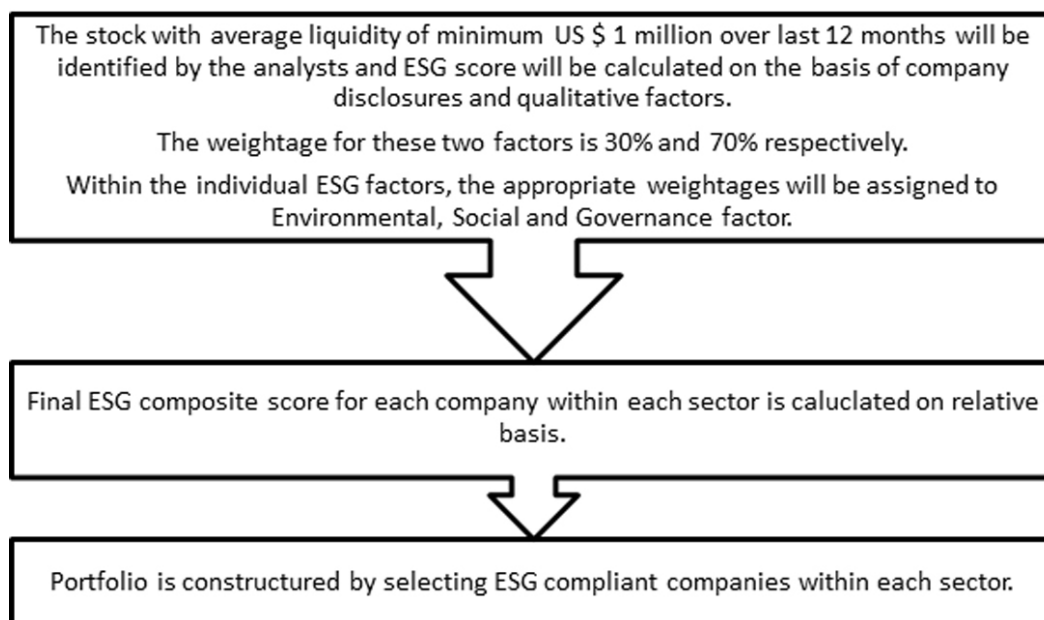 The stock with average liquidity of minimum US $ 1 million over last 12 months will be
identified by the analysts and ESG score will be calculated on the basis of company
disclosures and qualitative factors.
The weightage for these two factors is 30% and 70% respectively.
Within the individual ESG factors, the appropriate weightages will be assigned to
Environmental, Social and Governance factor.
Final ESG composite score for each company within each sector is caluclated on relative
basis.
Portfolio is constructured by selecting ESG compliant companies within each sector.